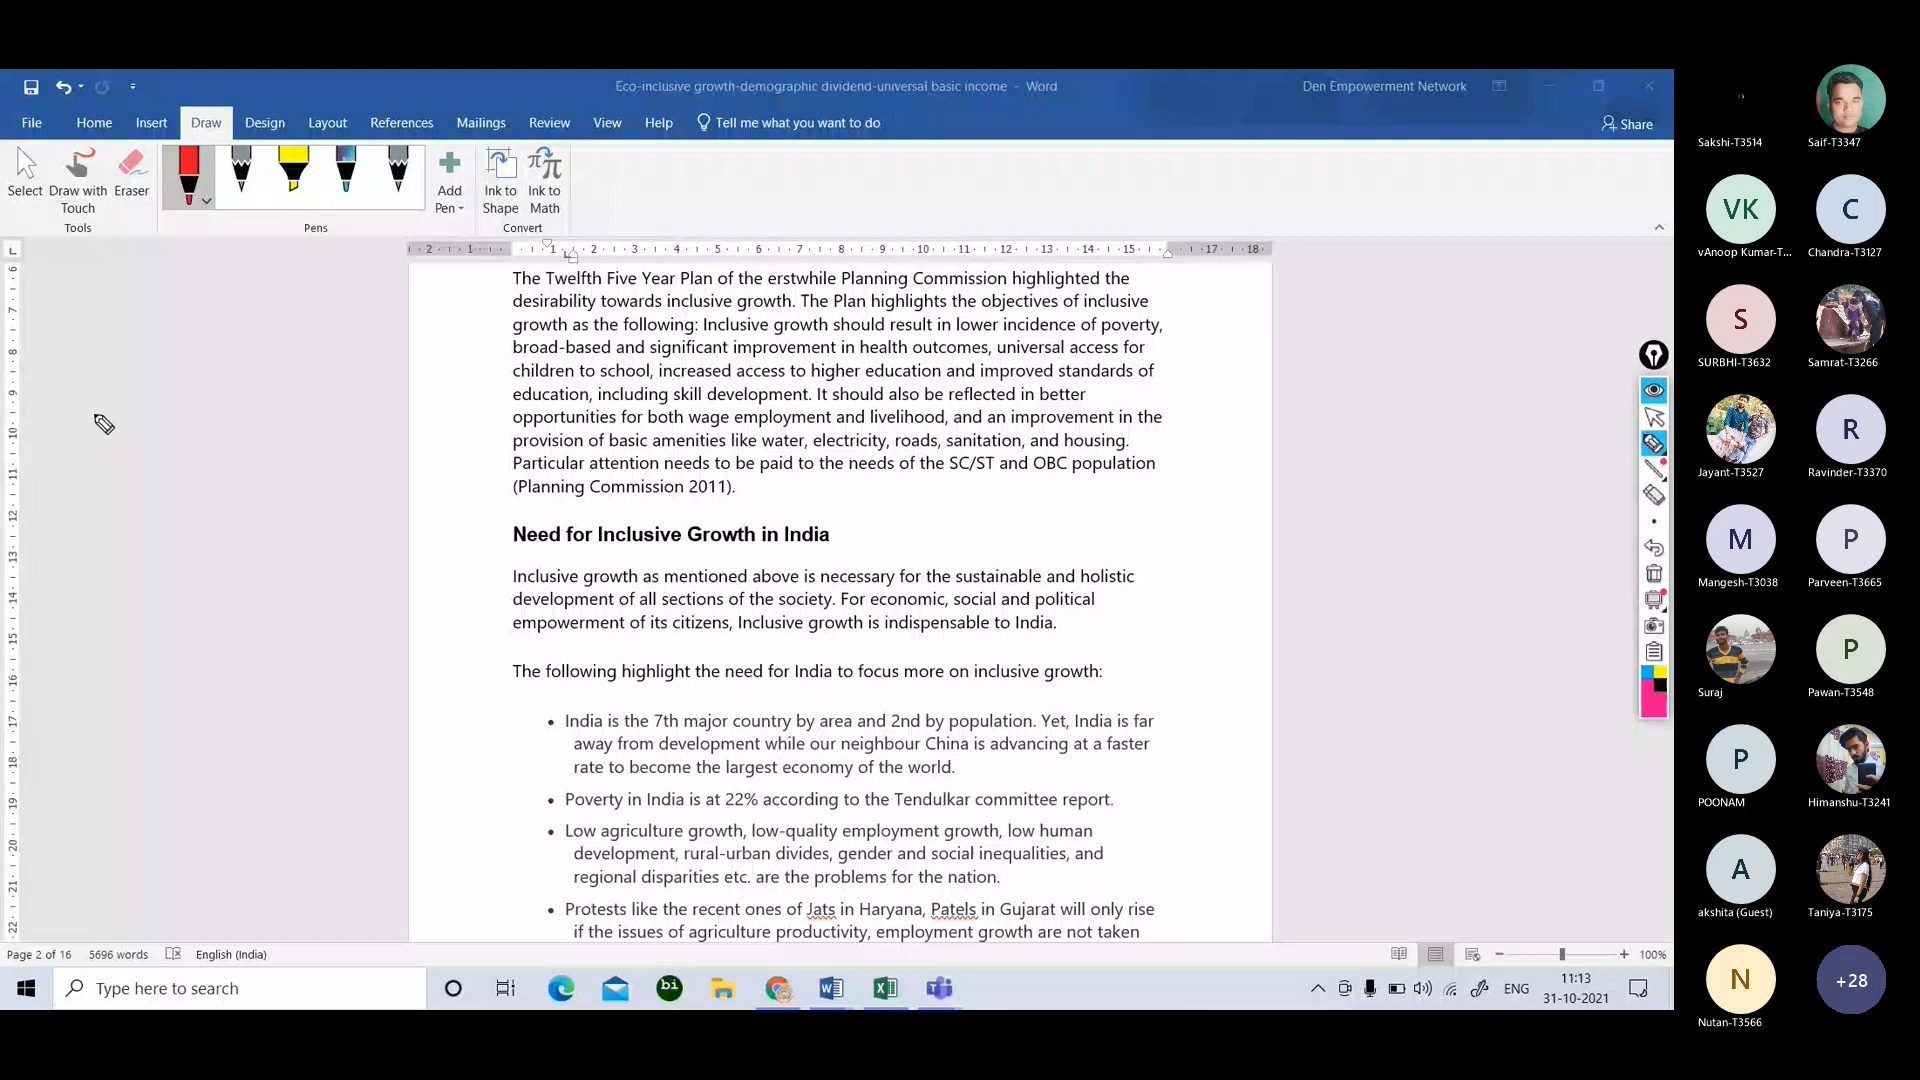 Eco-inclusive growth-demographic dividend-universal basic income - Word
Den Empowerment Network
File
Home
Insert
Draw
Design
Layout
References
Mailings
Review
View
Help
Tell me what you want to do
Share
Select
Draw with
Touch
Eraser
Add
Pen
Ink to
Shape
Ink to
Math
Tools
Pens
Convert
The Twelfth Five Year Plan of the erstwhile Planning Commission highlighted the
desirability towards inclusive growth. The Plan highlights the objectives of inclusive
growth as the following: Inclusive growth should result in lower incidence of poverty,
broad-based and significant improvement in health outcomes, universal access for
children to school, increased access to higher education and improved standards of
education, including skill development. It should also be reflected in better
opportunities for both wage employment and livelihood, and an improvement in the
provision of basic amenities like water, electricity, roads, sanitation, and housing.
Particular attention needs to be paid to the needs of the SC/ST and OBC population
(Planning Commission 2011).
Need for Inclusive Growth in India
Inclusive growth as mentioned above is necessary for the sustainable and holistic
development of all sections of the society. For economic, social and political
empowerment of its citizens, Inclusive growth is indispensable to India.
The following highlight the need for India to focus more on inclusive growth:
• India is the 7th major country by area and 2nd by population. Yet, India is far
away from development while our neighbour China is advancing at a faster
rate to become the largest economy of the world.
• Poverty in India is at 22% according to the Tendulkar committee report.
• Low agriculture growth, low-quality employment growth, low human
development, rural-urban divides, gender and social inequalities, and
regional disparities etc. are the problems for the nation.
• Protests like the recent ones of Jats in Haryana, Patels in Gujarat will only rise
if the issues of agriculture productivity, employment growth are not taken
Page 2 of 16
5696 words
English (India)
100%
Type here to search
bi
ENG
11:13
31-10-2021
Sakshi-T3514
Saif-T3347
VK
vAnoop Kumar-T...
C
Chandra-T3127
S
SURBHI-T3632
Samrat-T3266
Jayant-T3527
R
Ravinder-T3370
M
Mangesh-T3038
P
Parveen-T3665
Suraj
P
Pawan-T3548
P
POONAM
Himanshu-T3241
A
akshita (Guest)
Taniya-T3175
N
Nutan-T3566
+28